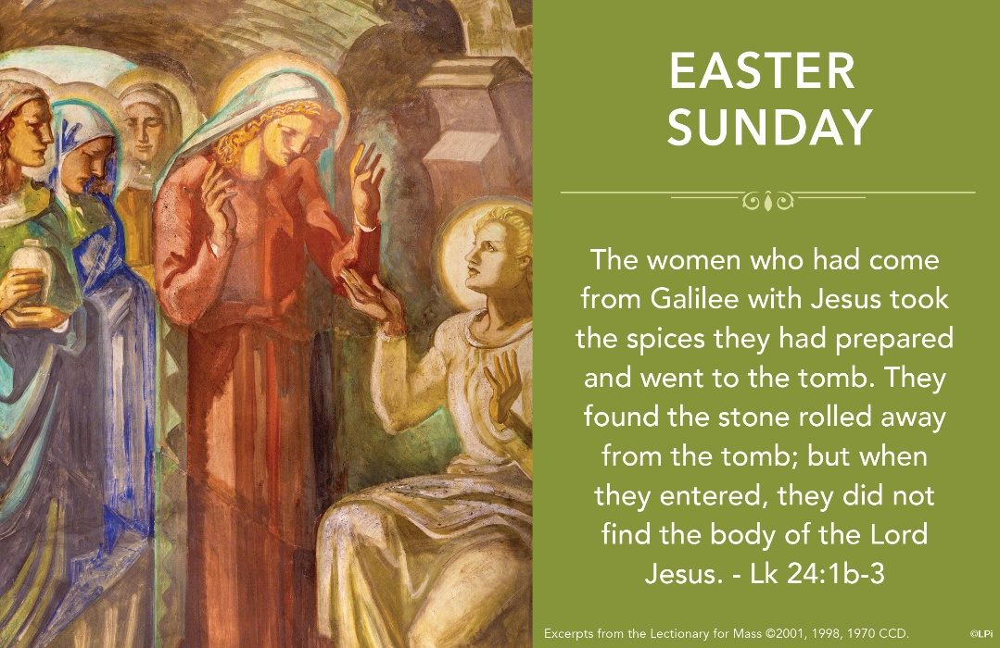 EASTER
SUNDAY
The women who had come
from Galilee with Jesus took
the spices they had prepared
and went to the tomb. They
found the stone rolled away
from the tomb; but when
they entered, they did not
find the body of the Lord
Jesus. - Lk 24:1b-3
Excerpts from the Lectionary for Mass ©2001, 1998, 1970 CCD.
©LPi